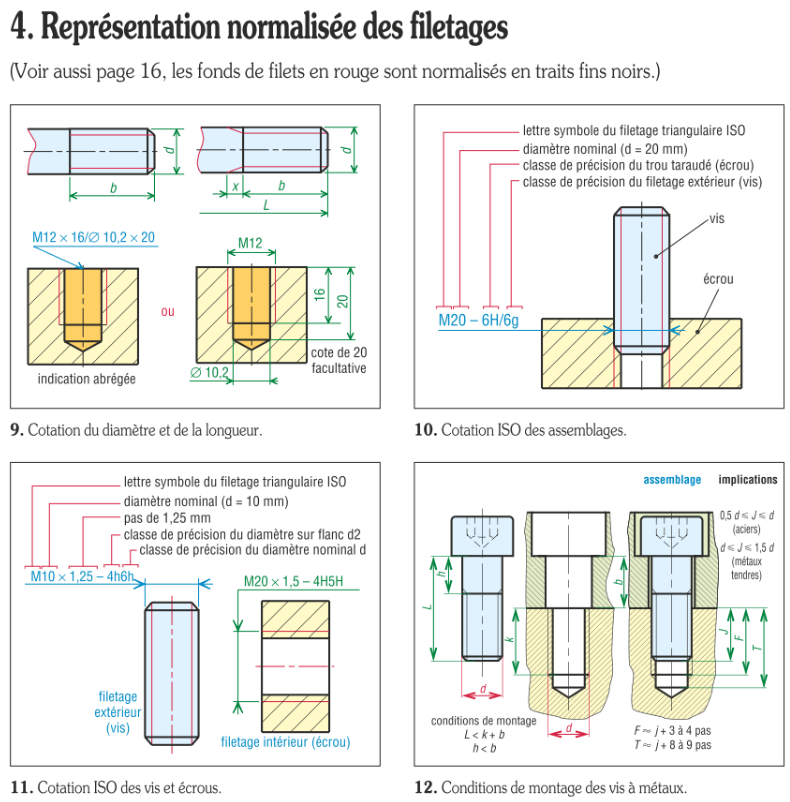 4. Représentation normalisée des filetages
(Voir aussi page 16, les fonds de filets en rouge sont normalisés en traits fins noirs.)
d
b
d
x
b
L
M12 × 16/∅ 10,2 × 20
M12
ou
16
20
∅ 10,2
indication abrégée
cote de 20
facultative
9. Cotation du diamètre et de la longueur.
lettre symbole du filetage triangulaire ISO
diamètre nominal (d = 20 mm)
classe de précision du trou taraudé (écrou)
classe de précision du filetage extérieur (vis)
vis
écrou
M20 – 6H/6g
10. Cotation ISO des assemblages.
lettre symbole du filetage triangulaire ISO
diamètre nominal (d = 10 mm)
pas de 1,25 mm
classe de précision du diamètre sur flanc d2
classe de précision du diamètre nominal d
M10 × 1,25 – 4h6h
M20 × 1,5 – 4H5H
filetage
extérieur
(vis)
filetage intérieur (écrou)
11. Cotation ISO des vis et écrous.
assemblage
implications
0,5 d ⩽ J ⩽ d
(aciers)
d ⩽ J ⩽ 1,5 d
(métaux
tendres)
h
L
b
k
J
F
T
d
d
conditions de montage
L < k + b
h < b
F ≈ j + 3 à 4 pas
T ≈ j + 8 à 9 pas
12. Conditions de montage des vis à métaux.